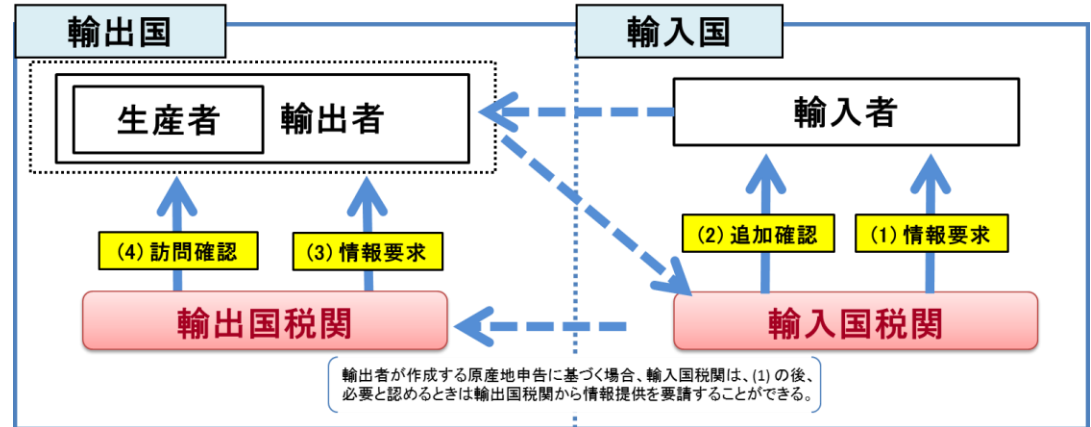 輸出国
輸入国
生産者
輸出者
輸入者
(4) 訪問確認
(3) 情報要求
(2) 追加確認
(1) 情報要求
輸出国税関
輸入国税関
輸出者が作成する原産地申告に基づく場合、輸入国税関は、(1) の後、
必要と認めるときは輸出国税関から情報提供を要請することができる。